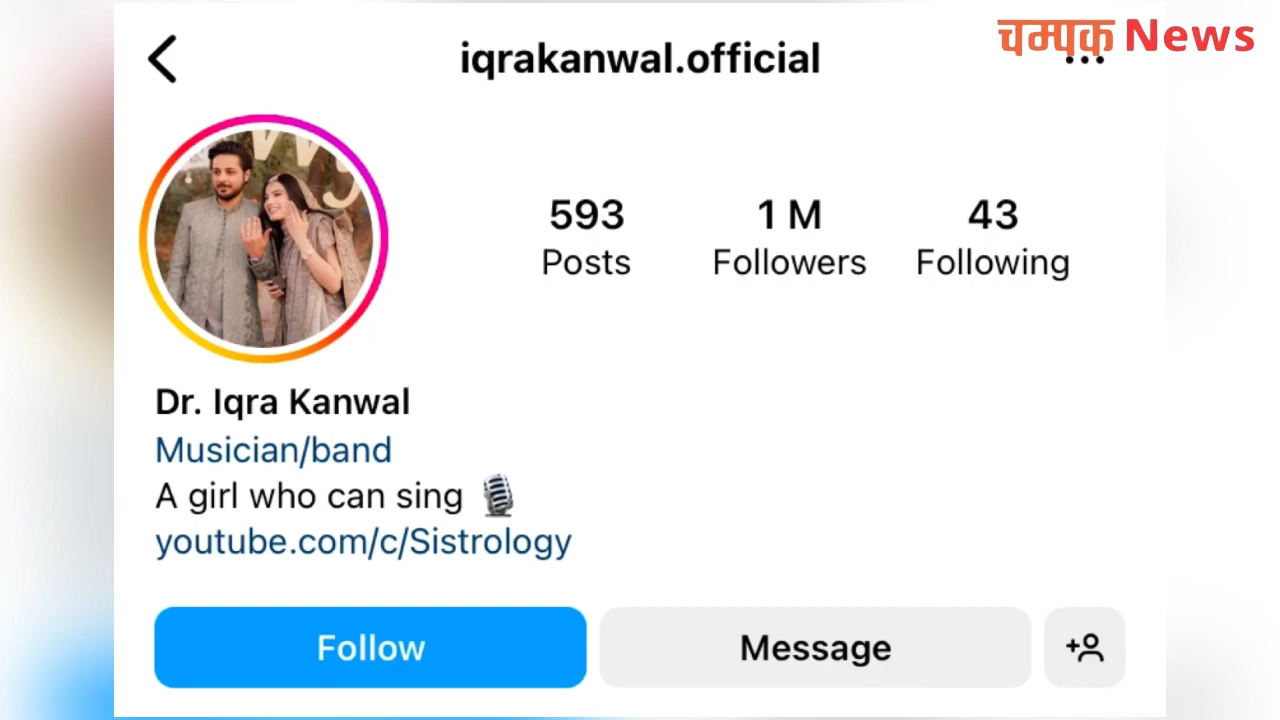 चम्पक News
iqrakanwal.official
593 1 M 43
Posts Followers Following
Dr. Iqra Kanwal
Musician/band
A girl who can sing 🎙️
youtube.com/c/Sistrology
Follow Message